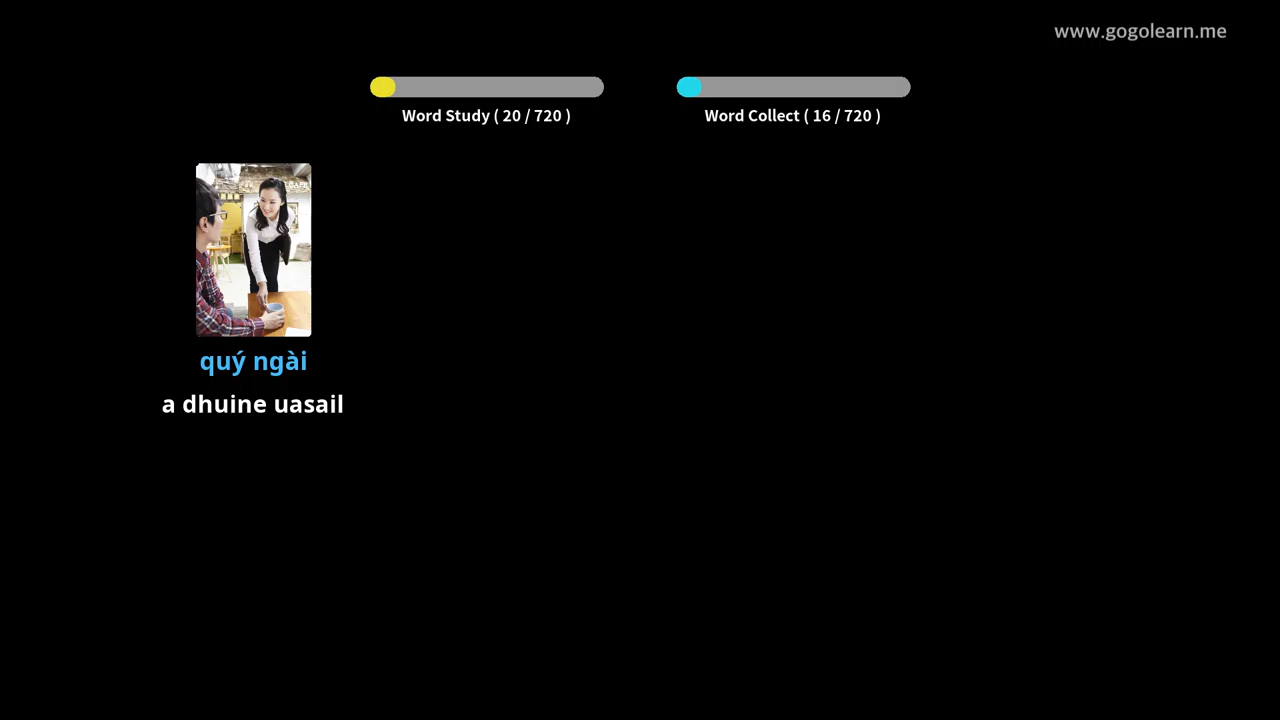 www.gogolearn.me
Word Study ( 20 / 720 )
Word Collect ( 16 / 720 )
quý ngài
a dhuine uasail